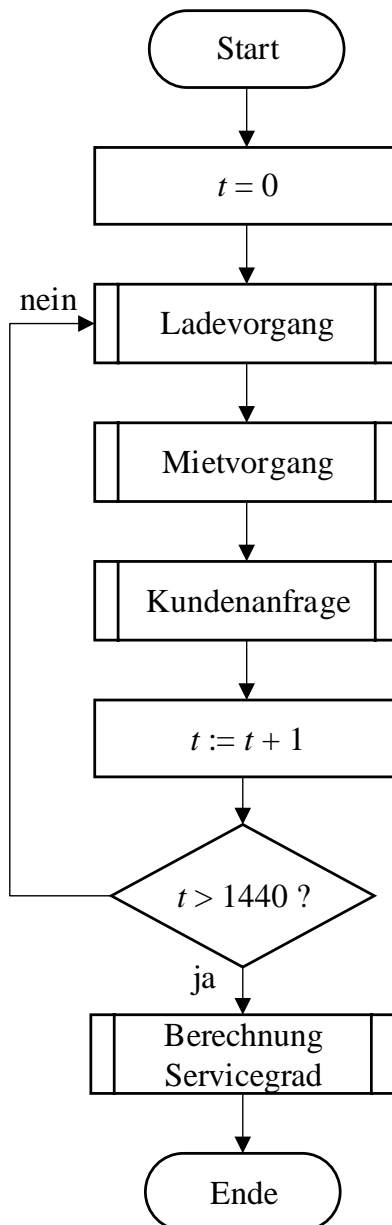 Start
t = 0
nein
Ladevorgang
Mietvorgang
Kundenanfrage
t := t + 1
t > 1440 ?
ja
Berechnung
Servicegrad
Ende